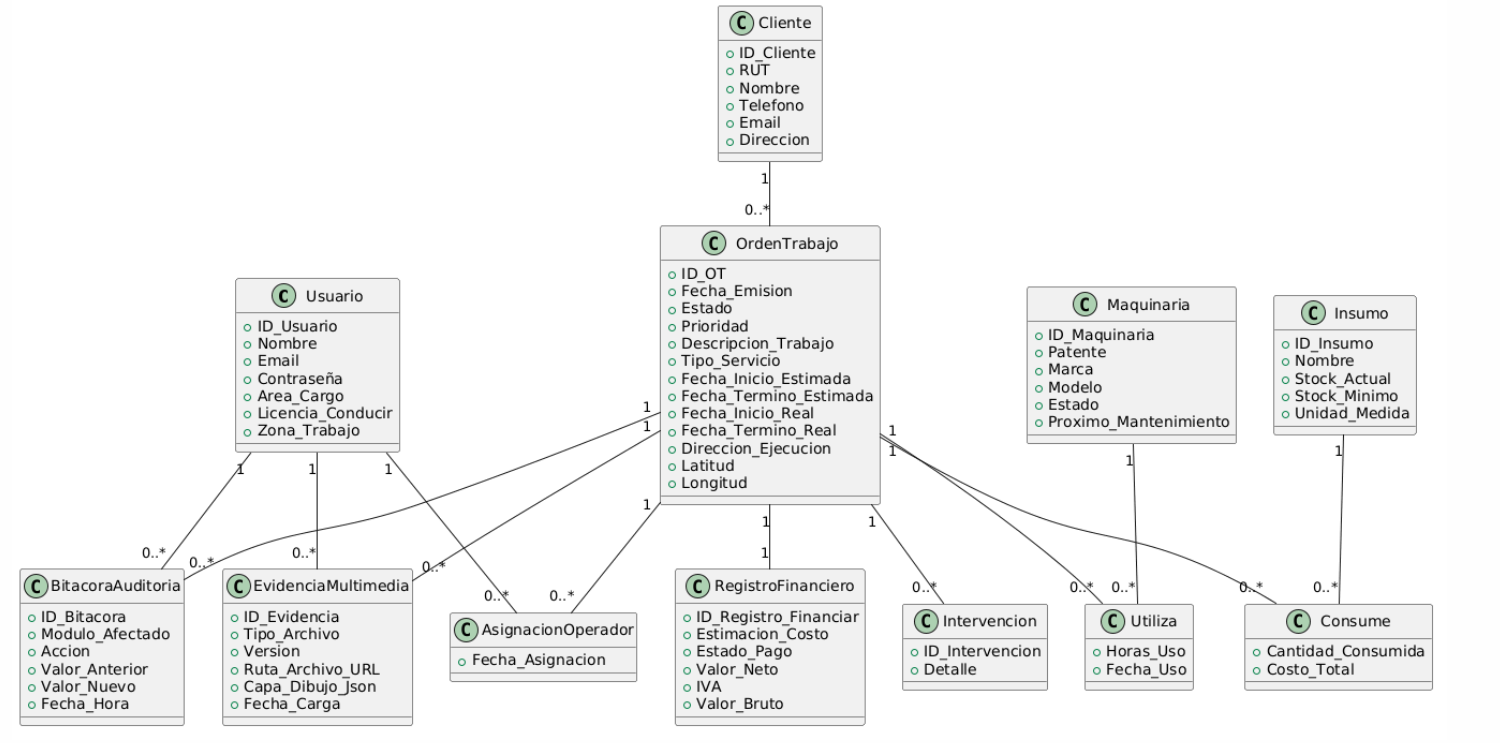 C Cliente
ID_Cliente
RUT
Nombre
Telefono
Email
Direccion
1
0..*
C OrdenTrabajo
ID_OT
Fecha_Emision
Estado
Prioridad
Descripcion_Trabajo
Tipo_Servicio
Fecha_Inicio_Estimada
Fecha_Termino_Estimada
Fecha_Inicio_Real
Fecha_Termino_Real
Direccion_Ejecucion
Latitud
Longitud
C Usuario
ID_Usuario
Nombre
Email
Contraseña
Area_Cargo
Licencia_Conducir
Zona_Trabajo
C Maquinaria
ID_Maquinaria
Patente
Marca
Modelo
Estado
Proximo_Mantenimiento
C Insumo
ID_Insumo
Nombre
Stock_Actual
Stock_Minimo
Unidad_Medida
1
1
1
1
1 1 1
1 1
1 1 1
0..* 0..* 0..* 1
0..*
0..* 0..* 0..* 0..* 0..* 0..* 0..*
C BitacoraAuditoria
ID_Bitacora
Modulo_Afectado
Accion
Valor_Anterior
Valor_Nuevo
Fecha_Hora
C EvidenciaMultimedia
ID_Evidencia
Tipo_Archivo
Version
Ruta_Archivo_URL
Capa_Dibujo_Json
Fecha_Carga
C AsignacionOperador
Fecha_Asignacion
C RegistroFinanciero
ID_Registro_Financiar
Estimacion_Costo
Estado_Pago
Valor_Neto
IVA
Valor_Bruto
C Intervencion
ID_Intervencion
Detalle
C Utiliza
Horas_Uso
Fecha_Uso
C Consume
Cantidad_Consumida
Costo_Total